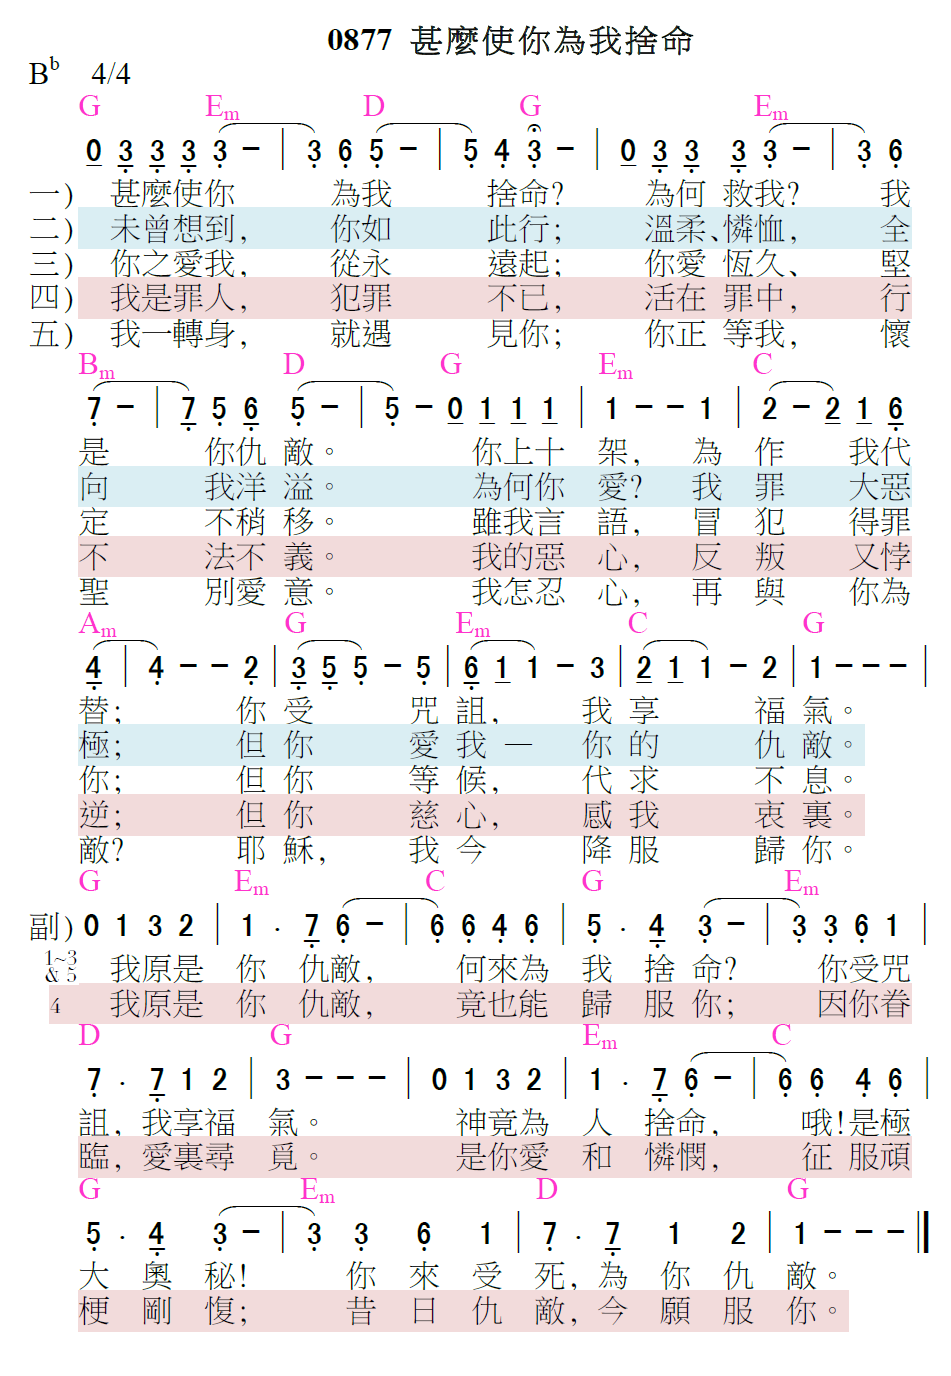 0877 甚麼使你為我捨命
Bb 4/4
G Em D G Em
0 3 3 3 3 - | 3 6 5 - | 5 4 3 - | 0 3 3 3 3 - | 3 6
一) 甚麼使你 為我 捨命? 為何 救我? 我
二) 未曾想到, 你如 此行; 溫柔、憐恤, 全
三) 你之愛我, 從永 遠起; 你愛 恆久、 堅
四) 我是罪人, 犯罪 不已, 活在 罪中, 行
五) 我一轉身, 就遇 見你; 你正 等我, 懷
Bm D G Em C
7 - | 7 5 6 5 - | 5 - 0 1 1 1 | 1 - - 1 | 2 - 2 1 6
是 你仇 敵。 你上十 架, 為 作 我代
向 我洋 溢。 為何你 愛? 我 罪 大惡
定 不稍 移。 雖我言 語, 冒 犯 得罪
不 法不 義。 我的惡 心, 反 叛 又悖
聖 別愛 意。 我怎忍 心, 再 與 你為
Am G Em C G
4 | 4 - - 2 | 3 5 5 - 5 | 6 1 1 - 3 | 2 1 1 - 2 | 1 - - - |
替; 你 受 咒 詛, 我 享 福 氣。
極; 但 你 愛 我 — 你 的 仇 敵。
你; 但 你 等 候, 代 求 不 息。
逆; 但 你 慈 心, 感 我 衷 裏。
敵? 耶 穌, 我 今 降 服 歸 你。
G Em C G Em
副) 0 1 3 2 | 1 . 7 6 - | 6 6 4 6 | 5 . 4 3 - | 3 3 6 1 |
1~3 & 5 我原是 你 仇敵, 何來為 我 捨 命? 你受咒
4 我原是 你 仇敵, 竟也能 歸 服 你; 因你眷
D G Em C
7 . 7 1 2 | 3 - - - | 0 1 3 2 | 1 . 7 6 - | 6 6 4 6 |
詛, 我享福 氣。 神竟為 人 捨命, 哦!是極
臨, 愛裏尋 覓。 是你愛 和 憐憫, 征 服頑
G Em D G
5 . 4 3 - | 3 3 6 1 | 7 . 7 1 2 | 1 - - - ||
大 奧 秘! 你 來 受 死, 為 你 仇 敵。
梗 剛 愎; 昔 日 仇 敵, 今 願 服 你。